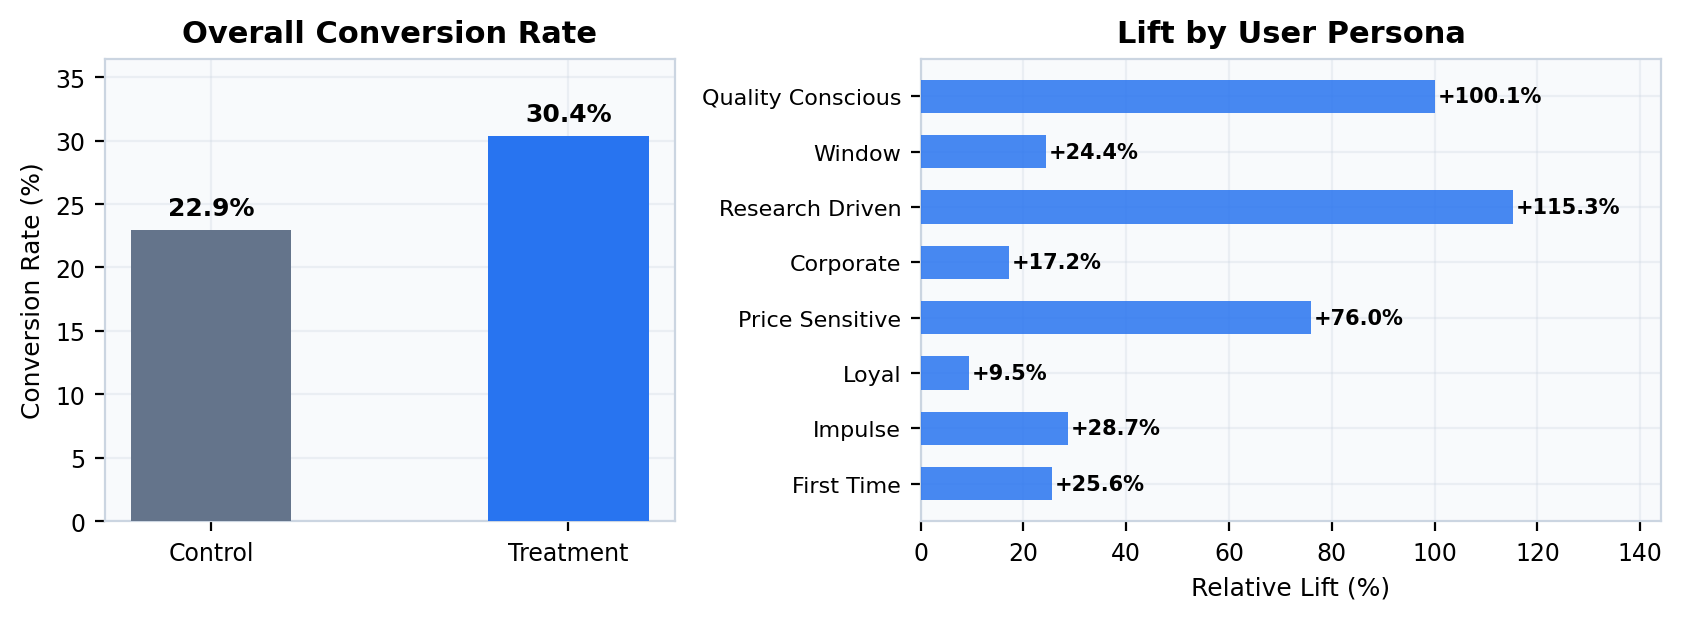 Overall Conversion Rate
Conversion Rate (%)
35
30
25
20
15
10
5
0
22.9%
30.4%
Control
Treatment
Lift by User Persona
Quality Conscious
+100.1%
Window
+24.4%
Research Driven
+115.3%
Corporate
+17.2%
Price Sensitive
+76.0%
Loyal
+9.5%
Impulse
+28.7%
First Time
+25.6%
0 20 40 60 80 100 120 140
Relative Lift (%)